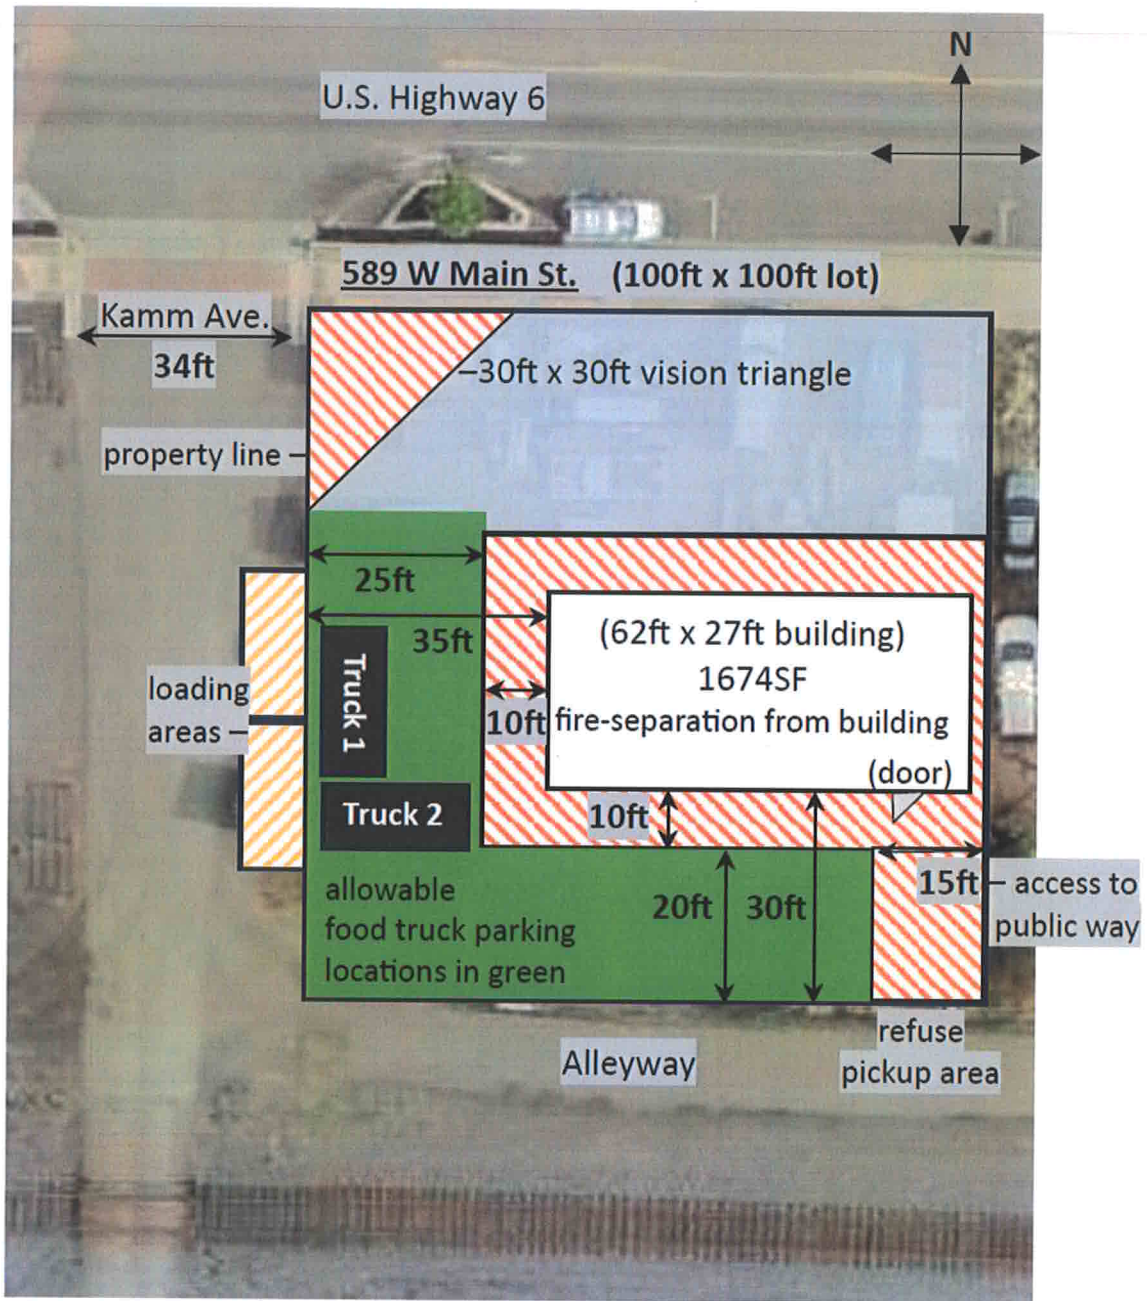 N
U.S. Highway 6
589 W Main St. (100ft x 100ft lot)
Kamm Ave.
34ft
30ft x 30ft vision triangle
property line
25ft
35ft
(62ft x 27ft building)
1674SF
10ft fire-separation from building
(door)
loading
areas
Truck 1
Truck 2
10ft
15ft
access to
public way
20ft
30ft
allowable
food truck parking
locations in green
refuse
pickup area
Alleyway